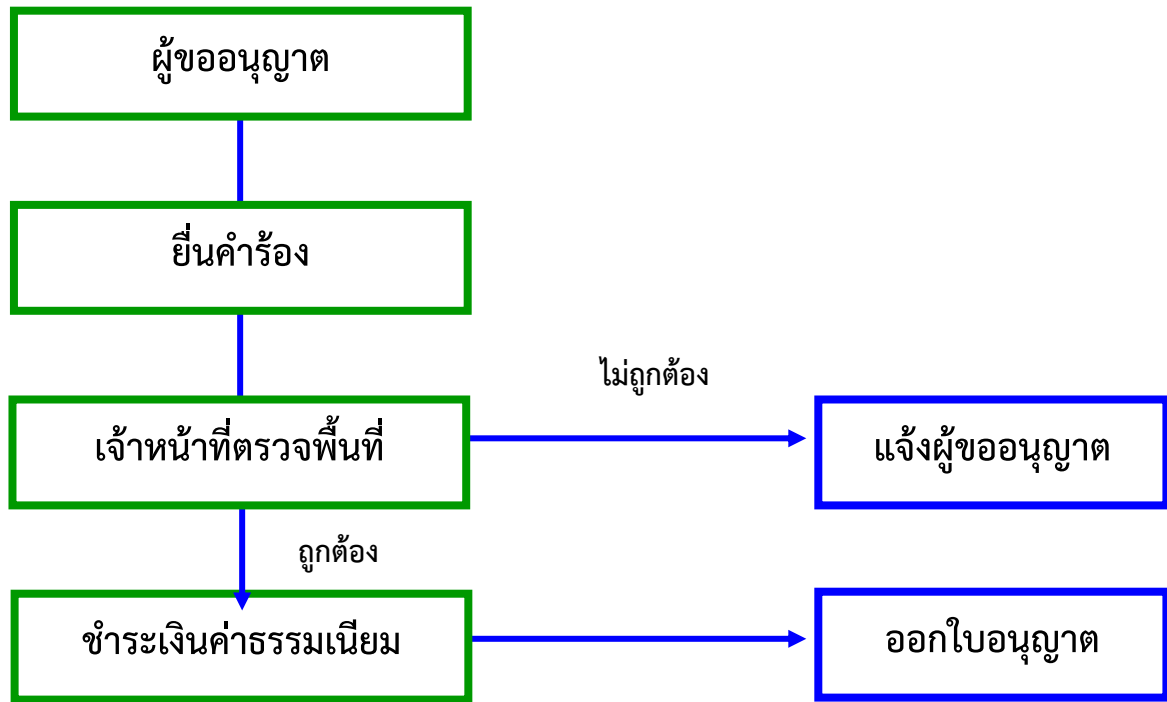 ผู้ขออนุญาต
ยื่นคำร้อง
ไม่ถูกต้อง
เจ้าหน้าที่ตรวจพื้นที่
แจ้งผู้ขออนุญาต
ถูกต้อง
ชำระเงินค่าธรรมเนียม
ออกใบอนุญาต